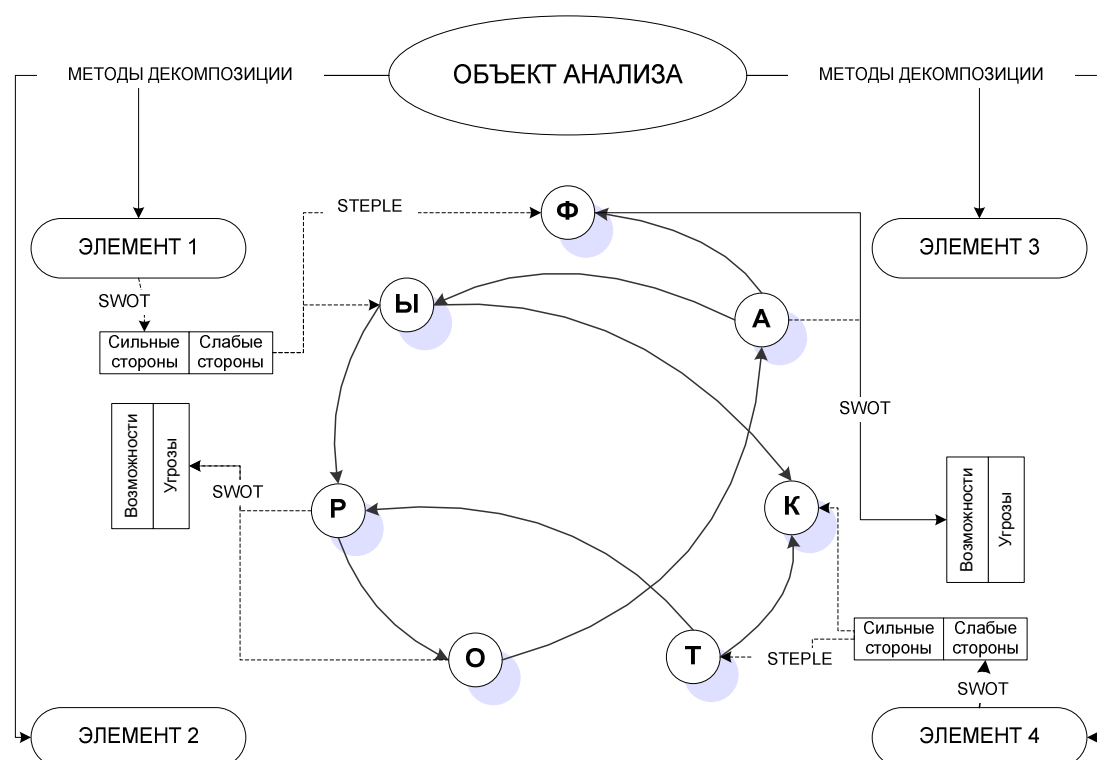 ОБЪЕКТ АНАЛИЗА
МЕТОДЫ ДЕКОМПОЗИЦИИ
МЕТОДЫ ДЕКОМПОЗИЦИИ
STEPLE
Ф
ЭЛЕМЕНТ 1
ЭЛЕМЕНТ 3
SWOT
Ы
А
Сильные
стороны
Слабые
стороны
SWOT
Возможности
Угрозы
SWOT
Р
К
Возможности
Угрозы
О
Т
STEPLE
Сильные
стороны
Слабые
стороны
SWOT
ЭЛЕМЕНТ 2
ЭЛЕМЕНТ 4